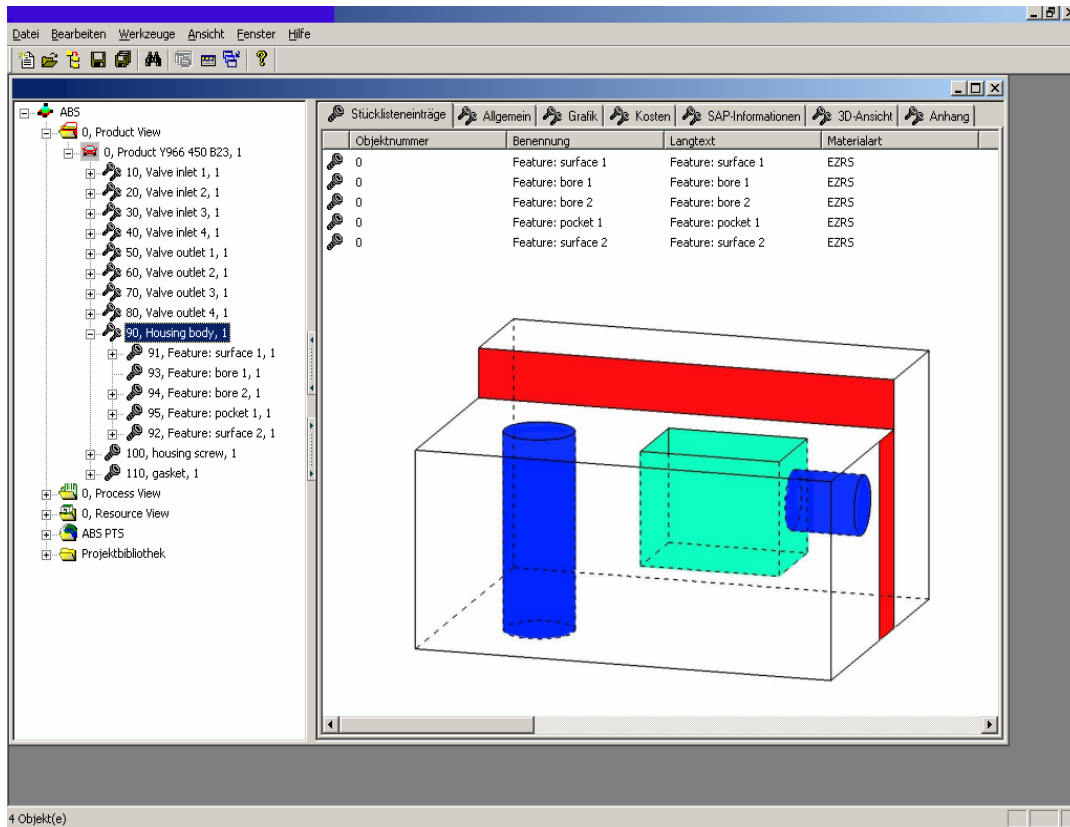 Datei Bearbeiten Werkzeuge Ansicht Fenster Hilfe
ABS
0, Product View
0, Product Y966 450 B23, 1
10, Valve inlet 1, 1
20, Valve inlet 2, 1
30, Valve inlet 3, 1
40, Valve inlet 4, 1
50, Valve outlet 1, 1
60, Valve outlet 2, 1
70, Valve outlet 3, 1
80, Valve outlet 4, 1
90, Housing body, 1
91, Feature: surface 1, 1
93, Feature: bore 1, 1
94, Feature: bore 2, 1
95, Feature: pocket 1, 1
92, Feature: surface 2, 1
100, housing screw, 1
110, gasket, 1
0, Process View
0, Resource View
ABS PTS
Projektbibliothek
Stücklisteneinträge Allgemein Grafik Kosten SAP-Informationen 3D-Ansicht Anhang
Objektnummer Benennung Langtext Materialart
0 Feature: surface 1 Feature: surface 1 EZRS
0 Feature: bore 1 Feature: bore 1 EZRS
0 Feature: bore 2 Feature: bore 2 EZRS
0 Feature: pocket 1 Feature: pocket 1 EZRS
0 Feature: surface 2 Feature: surface 2 EZRS
4 Objekt(e)